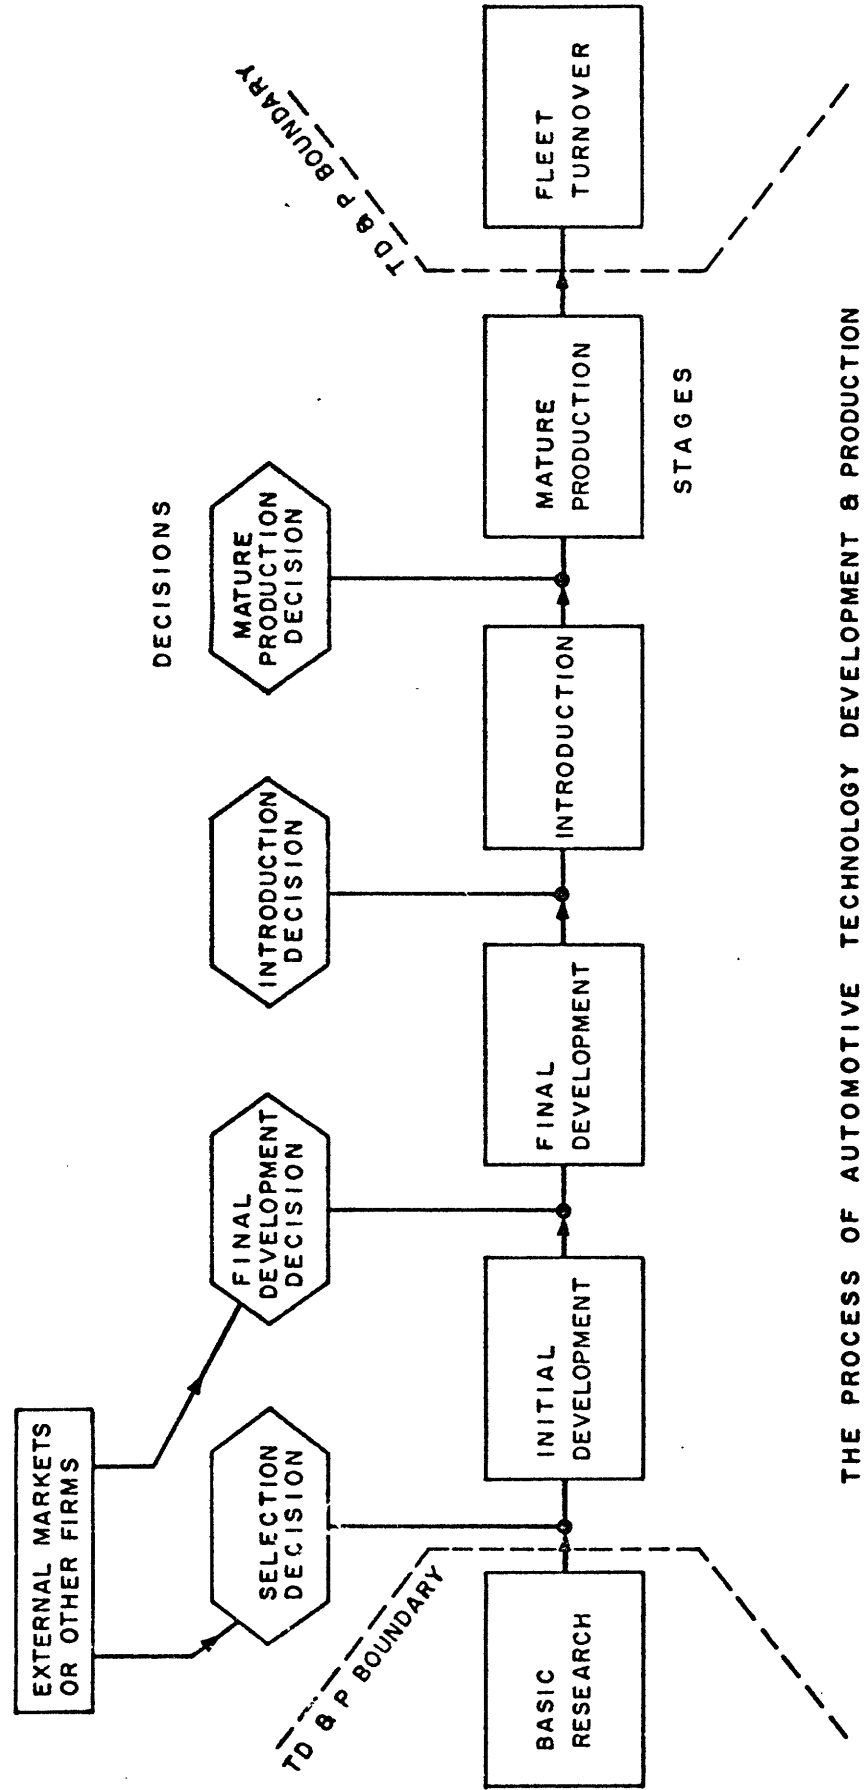 EXTERNAL MARKETS
OR OTHER FIRMS
DECISIONS
SELECTION
DECISION
FINAL
DEVELOPMENT
DECISION
INTRODUCTION
DECISION
MATURE
PRODUCTION
DECISION
TD & P BOUNDARY
TD & P BOUNDARY
BASIC
RESEARCH
INITIAL
DEVELOPMENT
FINAL
DEVELOPMENT
INTRODUCTION
MATURE
PRODUCTION
FLEET
TURNOVER
STAGES
THE PROCESS OF AUTOMOTIVE TECHNOLOGY DEVELOPMENT & PRODUCTION